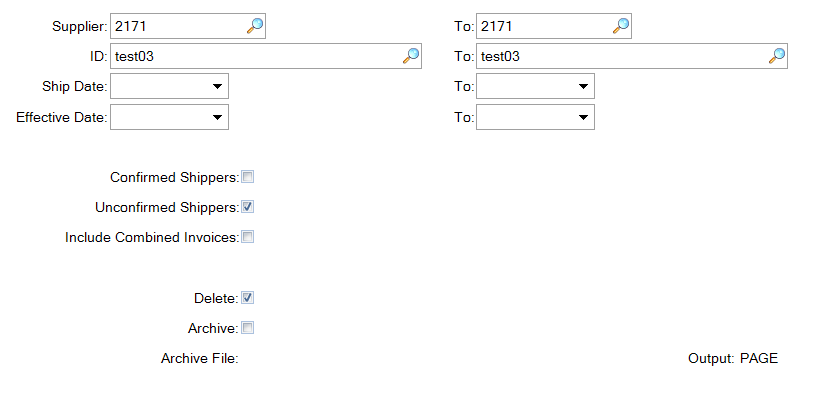 Supplier: 2171 To: 2171
ID: test03 To: test03
Ship Date: To:
Effective Date: To:
Confirmed Shippers:
Unconfirmed Shippers:
Include Combined Invoices:
Delete:
Archive:
Archive File: Output: PAGE